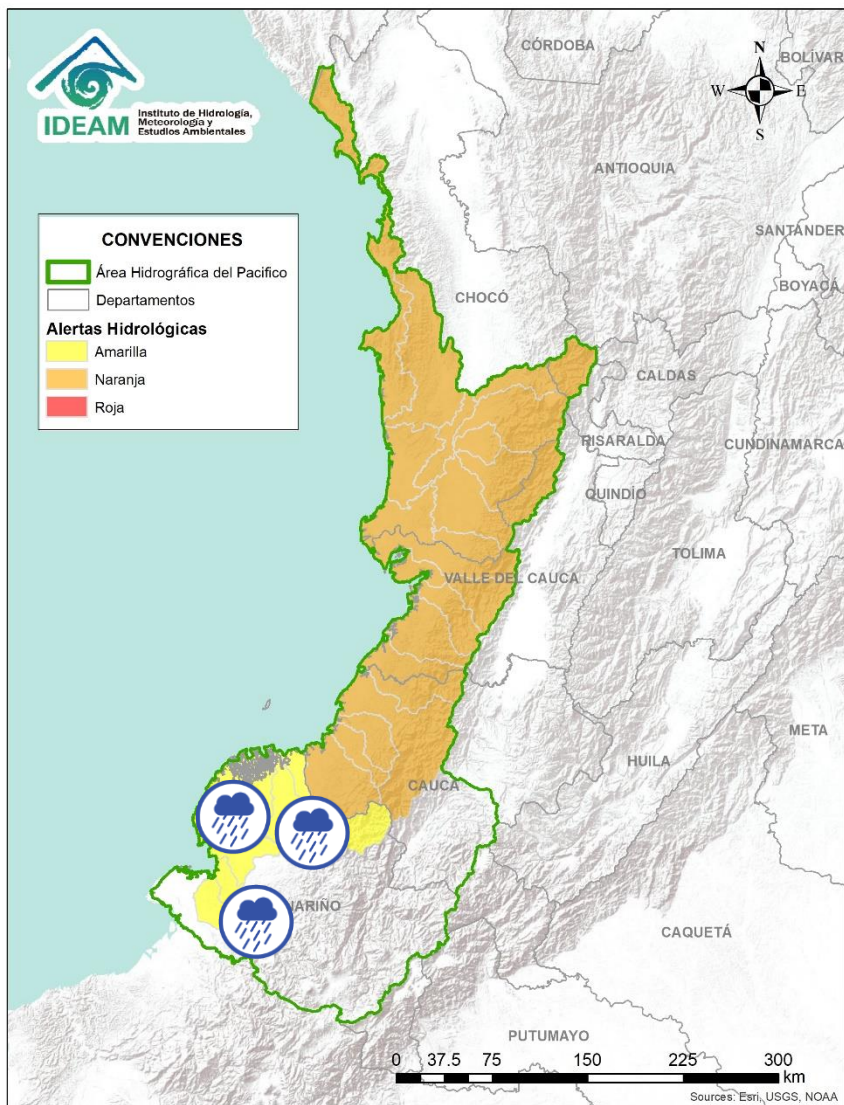 IDEAM
Instituto de Hidrología,
Meteorología y
Estudios Ambientales
N
W
E
S
CÓRDOBA
BOLÍVAR
ANTIOQUIA
SANTANDER
BOYACÁ
CONVENCIONES
Área Hidrográfica del Pacifico
Departamentos
Alertas Hidrológicas
Amarilla
Naranja
Roja
CHOCÓ
CALDAS
RISARALDA
CUNDINAMARCA
QUINDÍO
TOLIMA
VALLE DEL CAUCA
META
HUILA
CAUCA
ARIÑO
CAQUETÁ
PUTUMAYO
0 37.5 75 150 225 300
km
Sources: Esri, USGS, NOAA